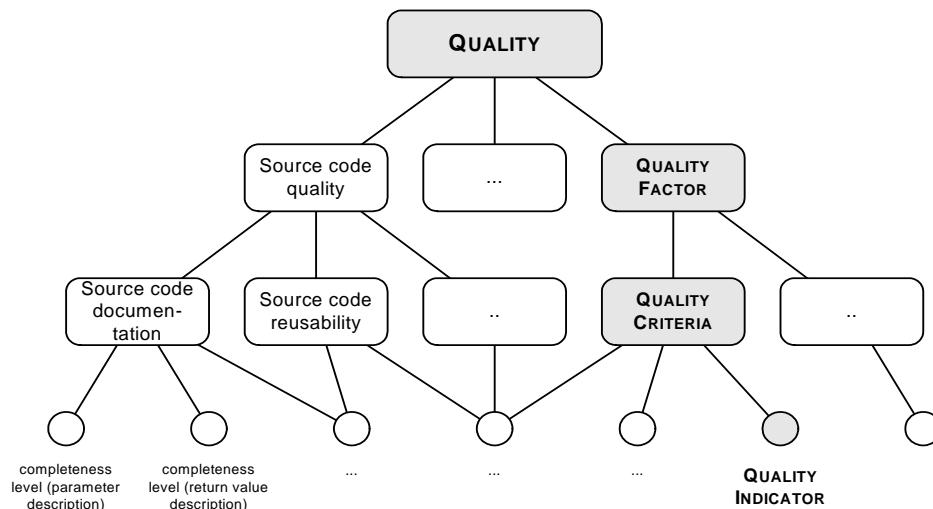 QUALITY
Source code
quality
...
QUALITY
FACTOR
Source code
documen-
tation
Source code
reusability
..
QUALITY
CRITERIA
..
completeness
level (parameter
description)
completeness
level (return value
description)
...
...
...
QUALITY
INDICATOR